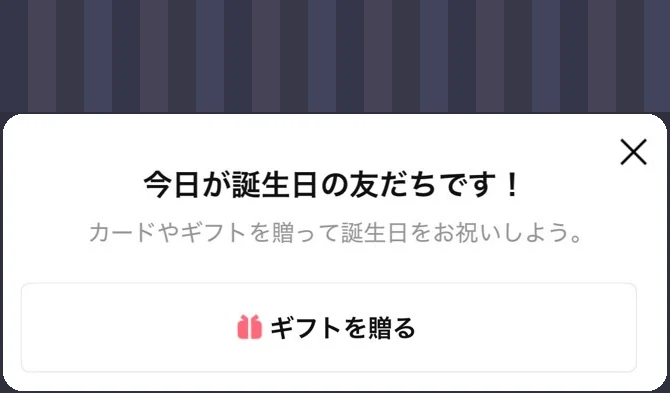 今日が誕生日の友だちです！
カードやギフトを贈って誕生日をお祝いしよう。
ギフトを贈る